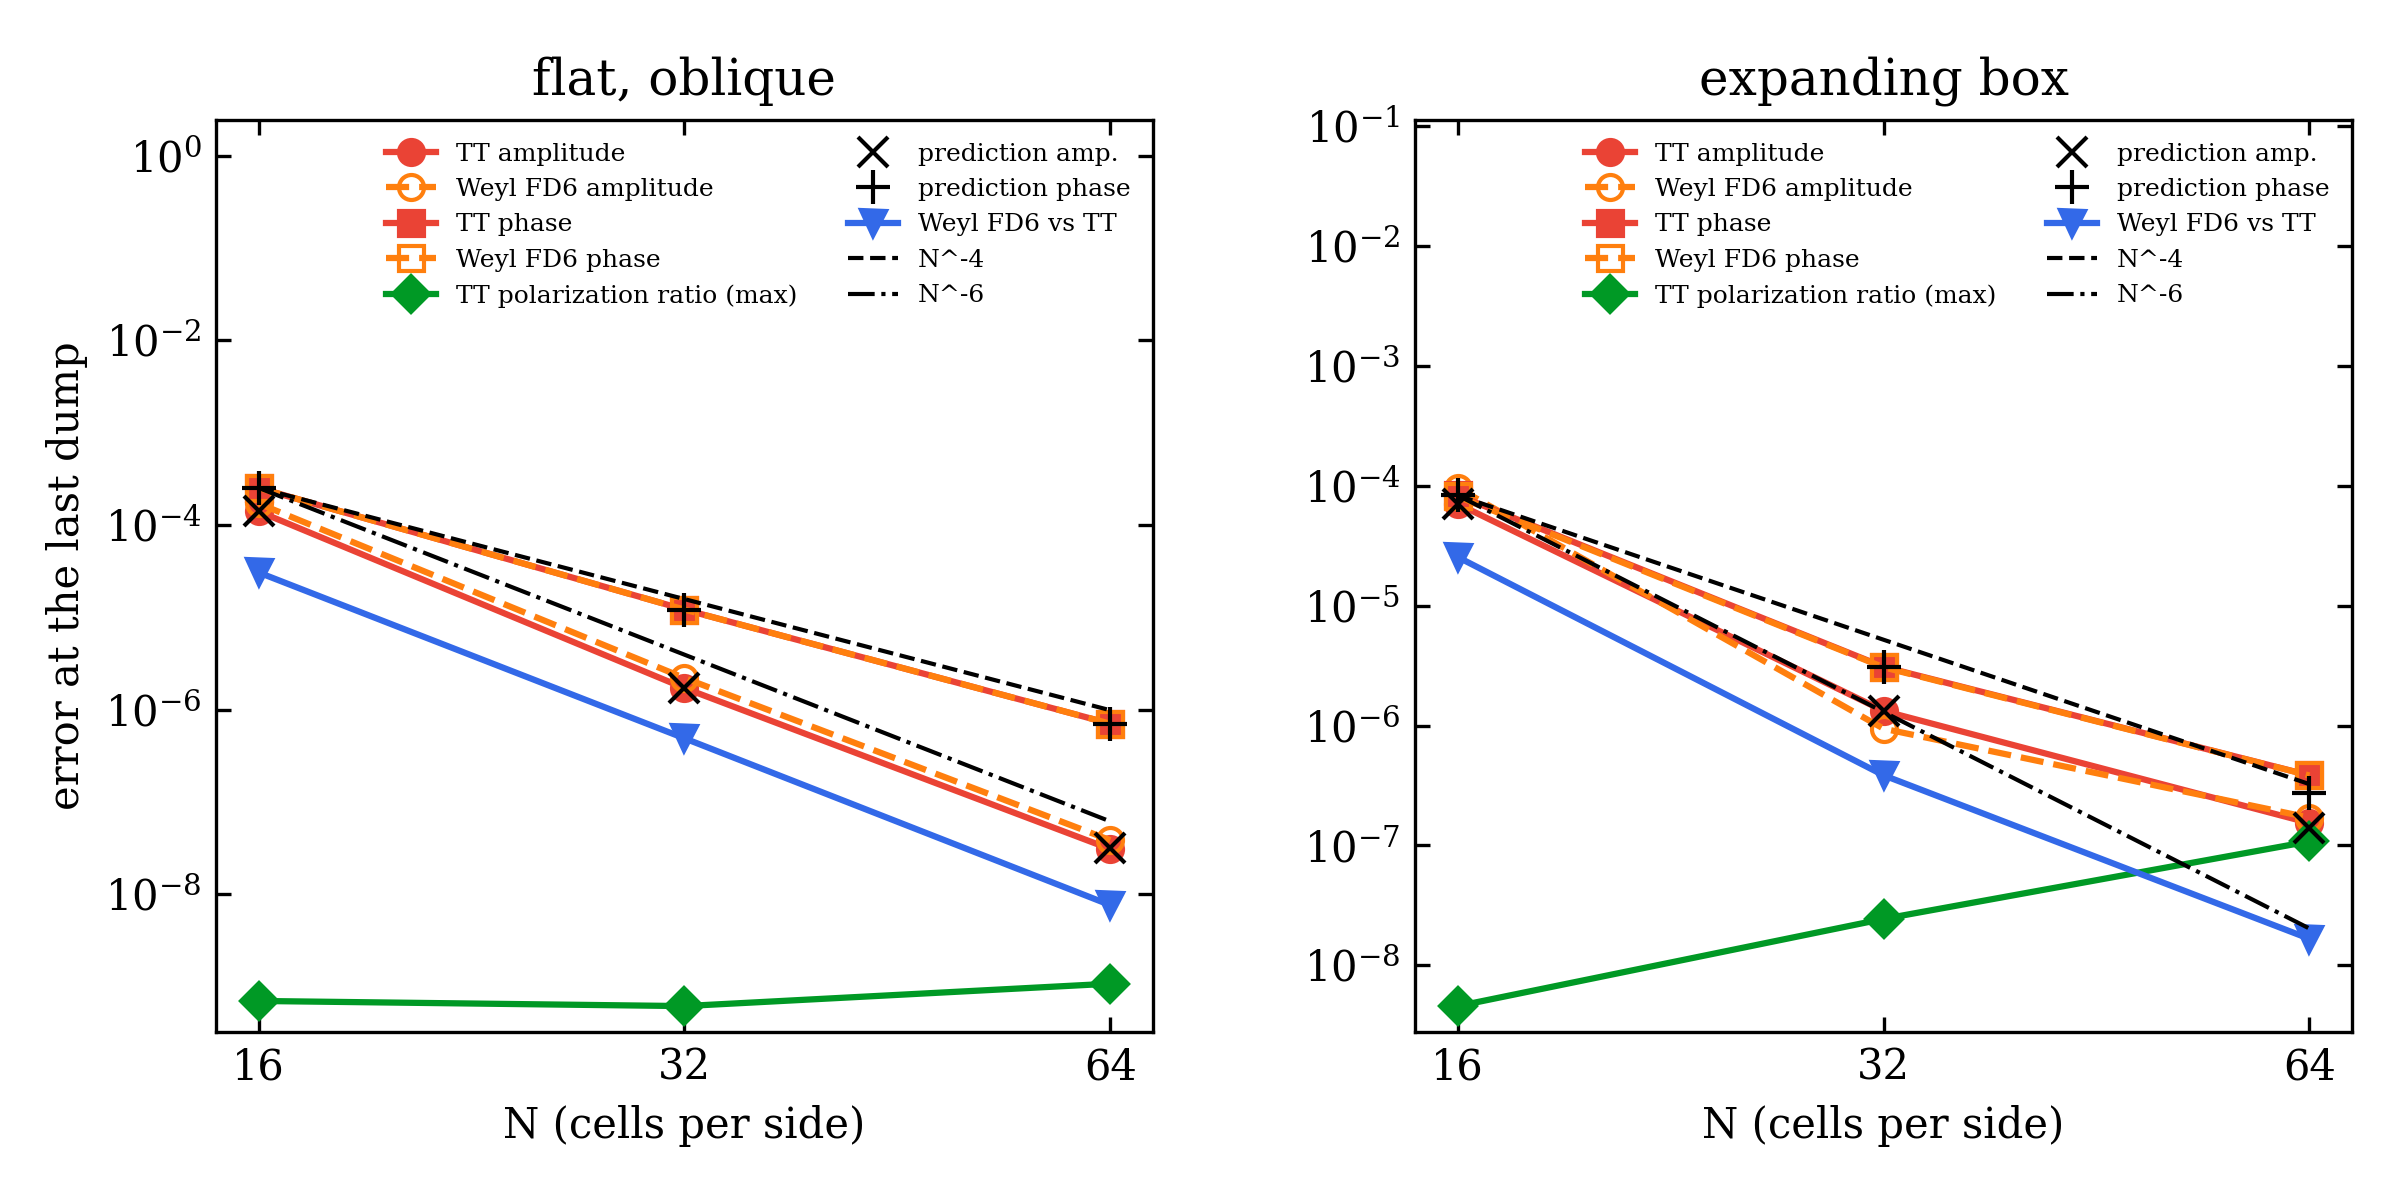 flat, oblique
10^0
10^-2
10^-4
10^-6
10^-8
error at the last dump
TT amplitude
Weyl FD6 amplitude
TT phase
Weyl FD6 phase
TT polarization ratio (max)
prediction amp.
prediction phase
Weyl FD6 vs TT
N^-4
N^-6
16 32 64
N (cells per side)
expanding box
10^-1
10^-2
10^-3
10^-4
10^-5
10^-6
10^-7
10^-8
TT amplitude
Weyl FD6 amplitude
TT phase
Weyl FD6 phase
TT polarization ratio (max)
prediction amp.
prediction phase
Weyl FD6 vs TT
N^-4
N^-6
16 32 64
N (cells per side)